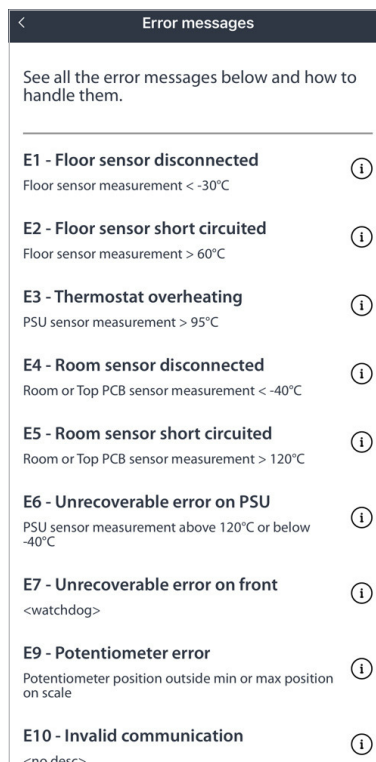 Error messages
See all the error messages below and how to
handle them.
E1 - Floor sensor disconnected
Floor sensor measurement < -30°C
E2 - Floor sensor short circuited
Floor sensor measurement > 60°C
E3 - Thermostat overheating
PSU sensor measurement > 95°C
E4 - Room sensor disconnected
Room or Top PCB sensor measurement < -40°C
E5 - Room sensor short circuited
Room or Top PCB sensor measurement > 120°C
E6 - Unrecoverable error on PSU
PSU sensor measurement above 120°C or below
-40°C
E7 - Unrecoverable error on front
<watchdog>
E9 - Potentiometer error
Potentiometer position outside min or max position
on scale
E10 - Invalid communication
<no desc>